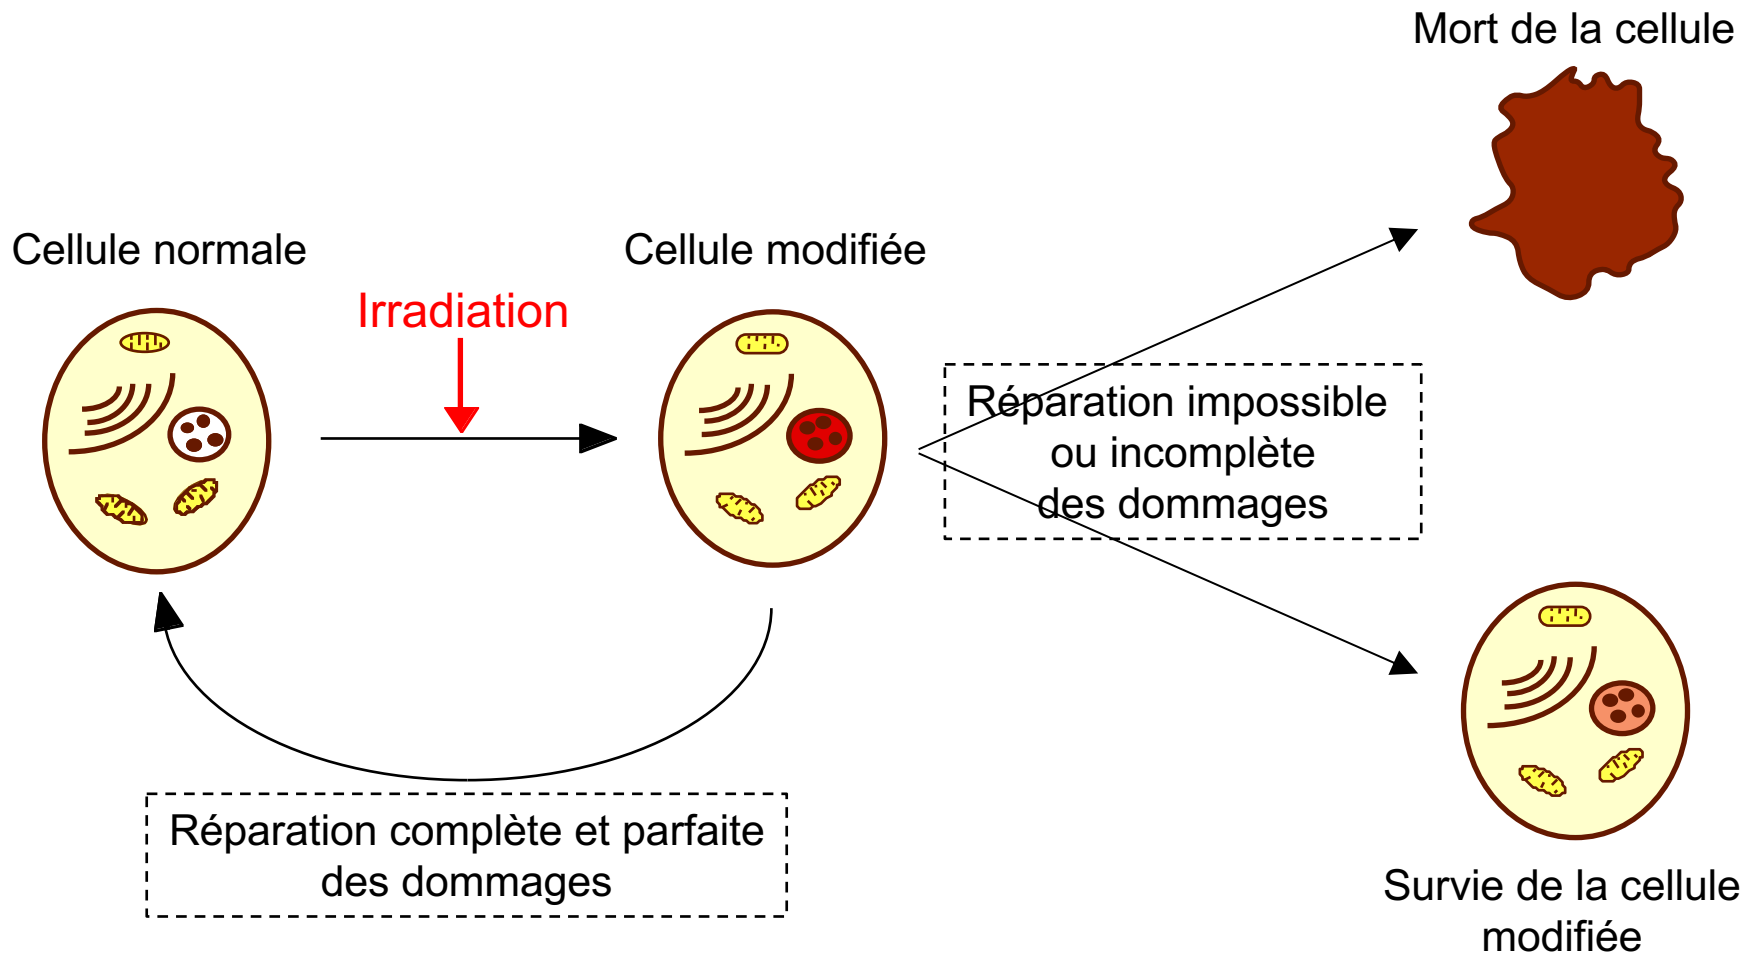 Mort de la cellule
Cellule normale
Cellule modifiée
Irradiation
Réparation impossible
ou incomplète
des dommages
Réparation complète et parfaite
des dommages
Survie de la cellule
modifiée